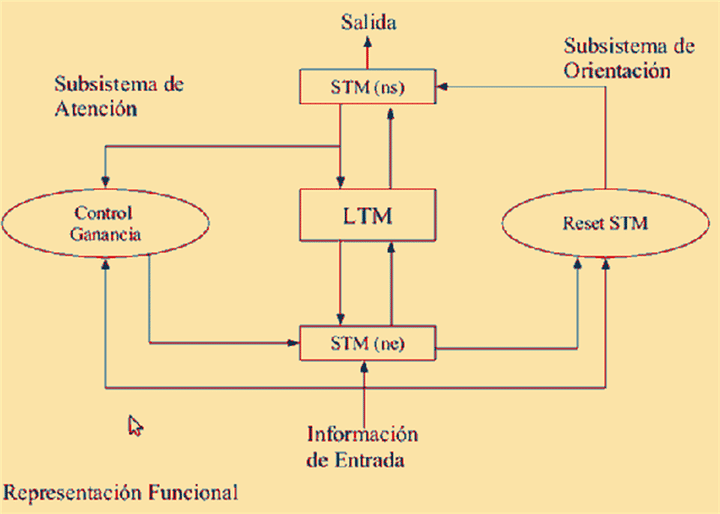 Salida
Subsistema de
Orientación
Subsistema de
Atención
STM (ns)
Control
Ganancia
LTM
Reset STM
STM (ne)
Información
de Entrada
Representación Funcional